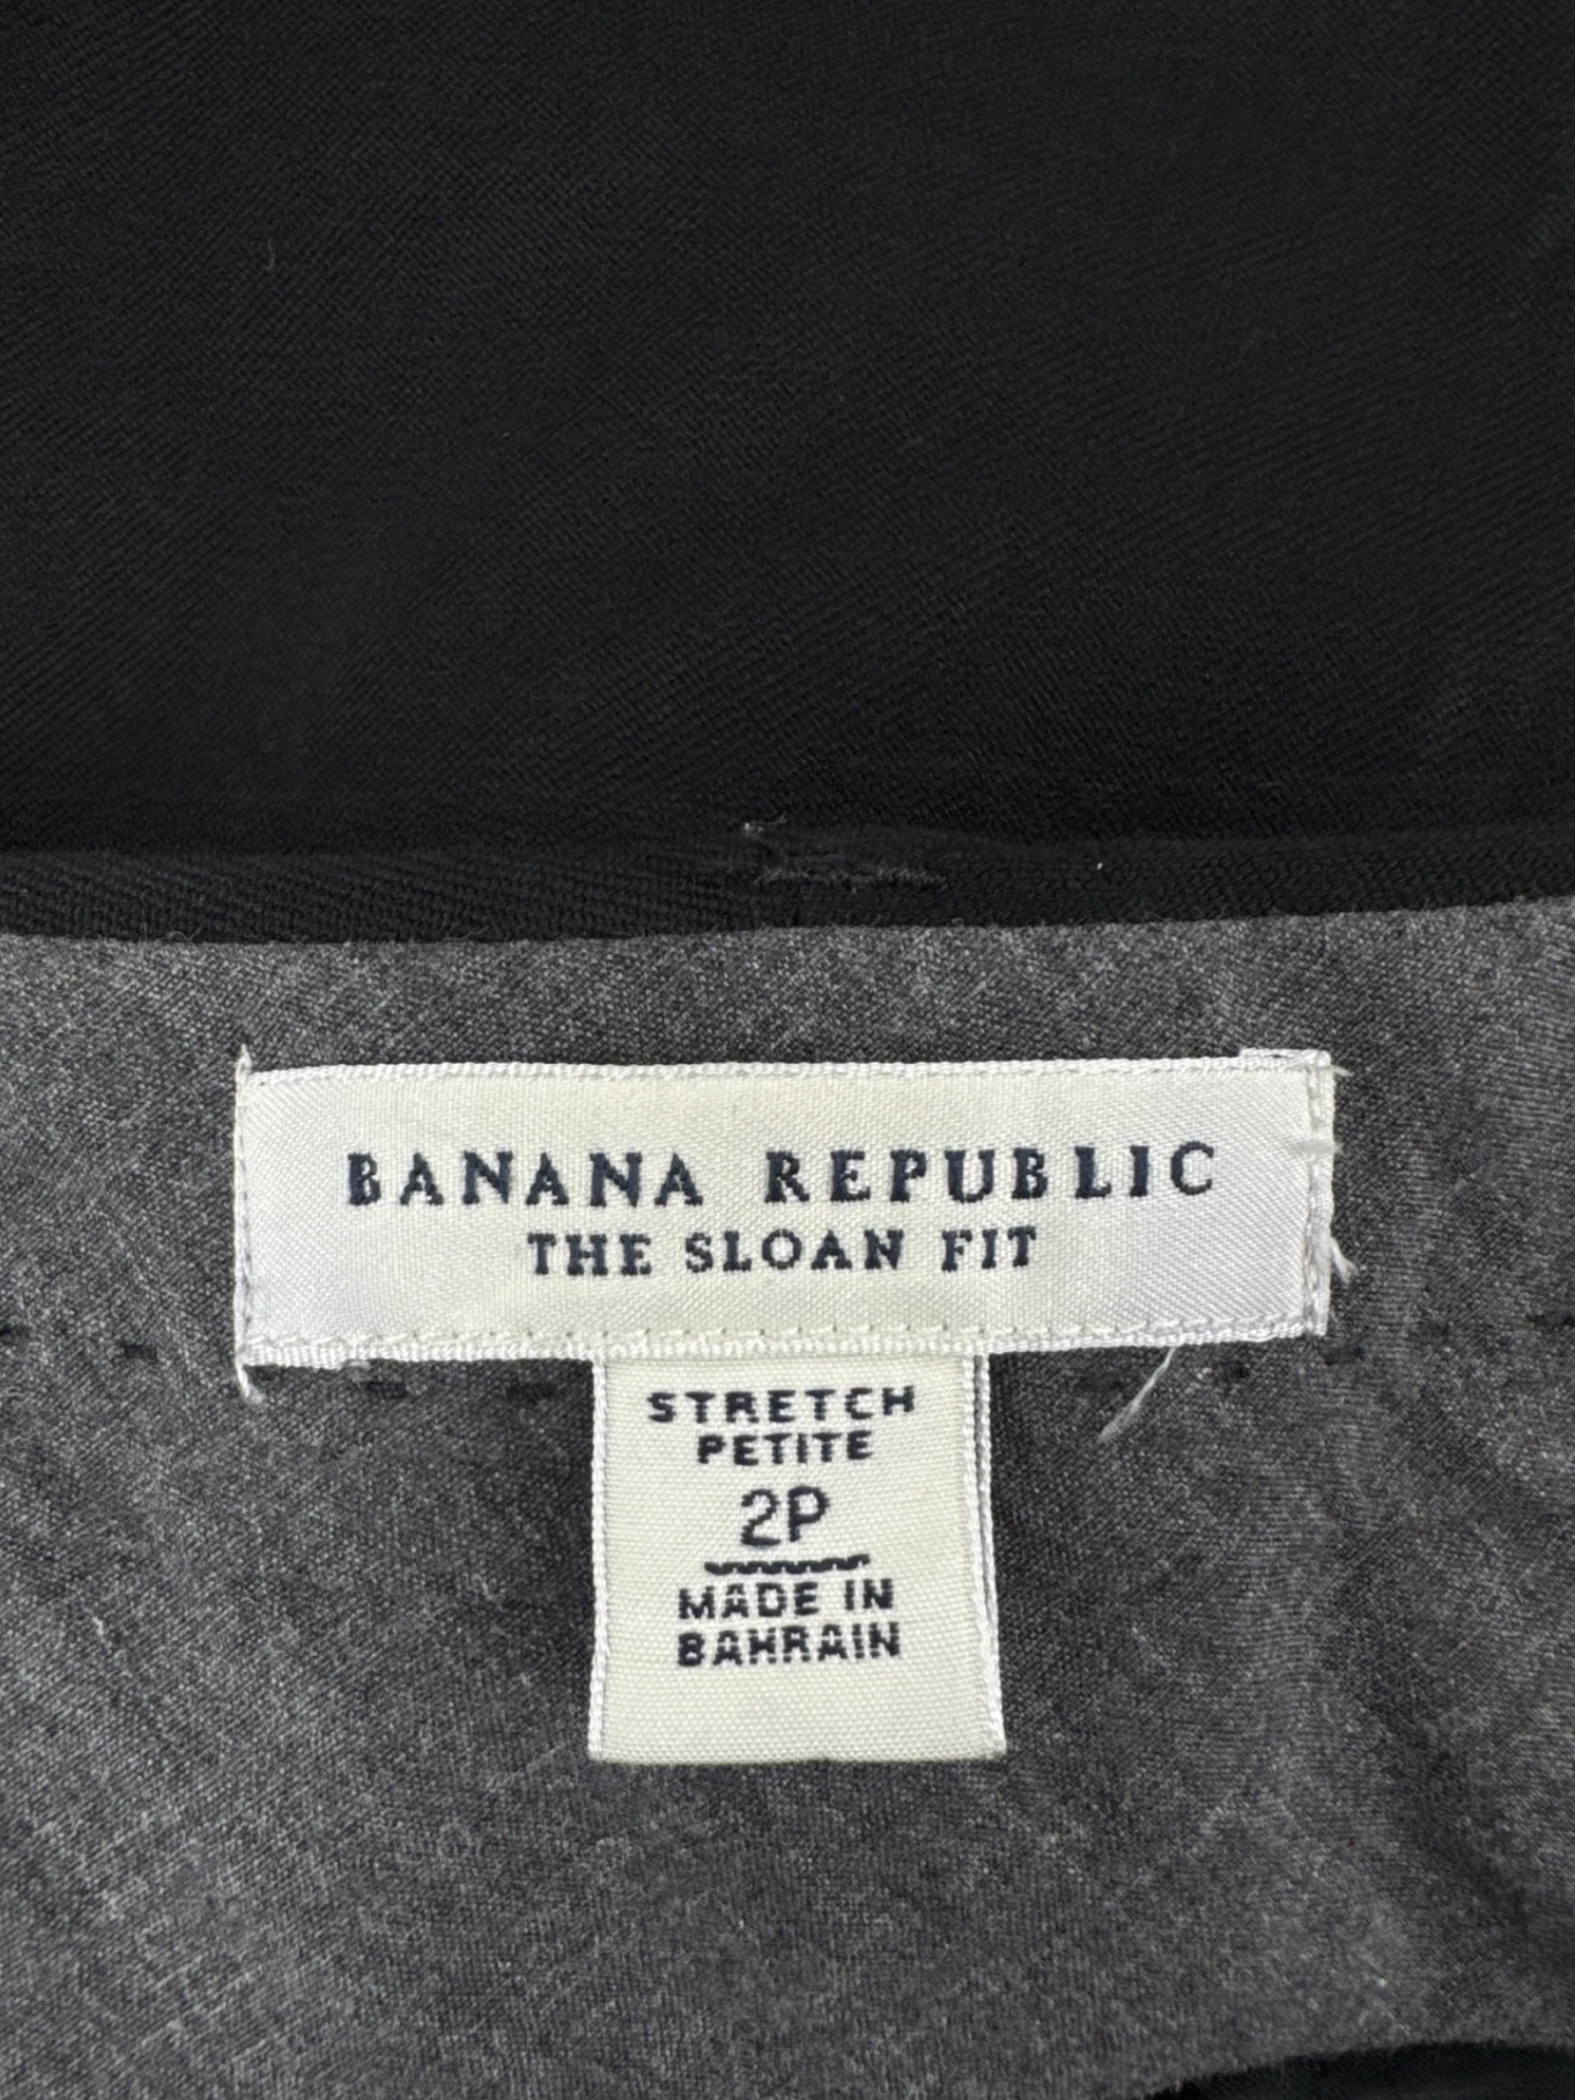 BANANA REPUBLIC
THE SLOAN FIT
STRETCH
PETITE
2P
MADE IN
BAHRAIN